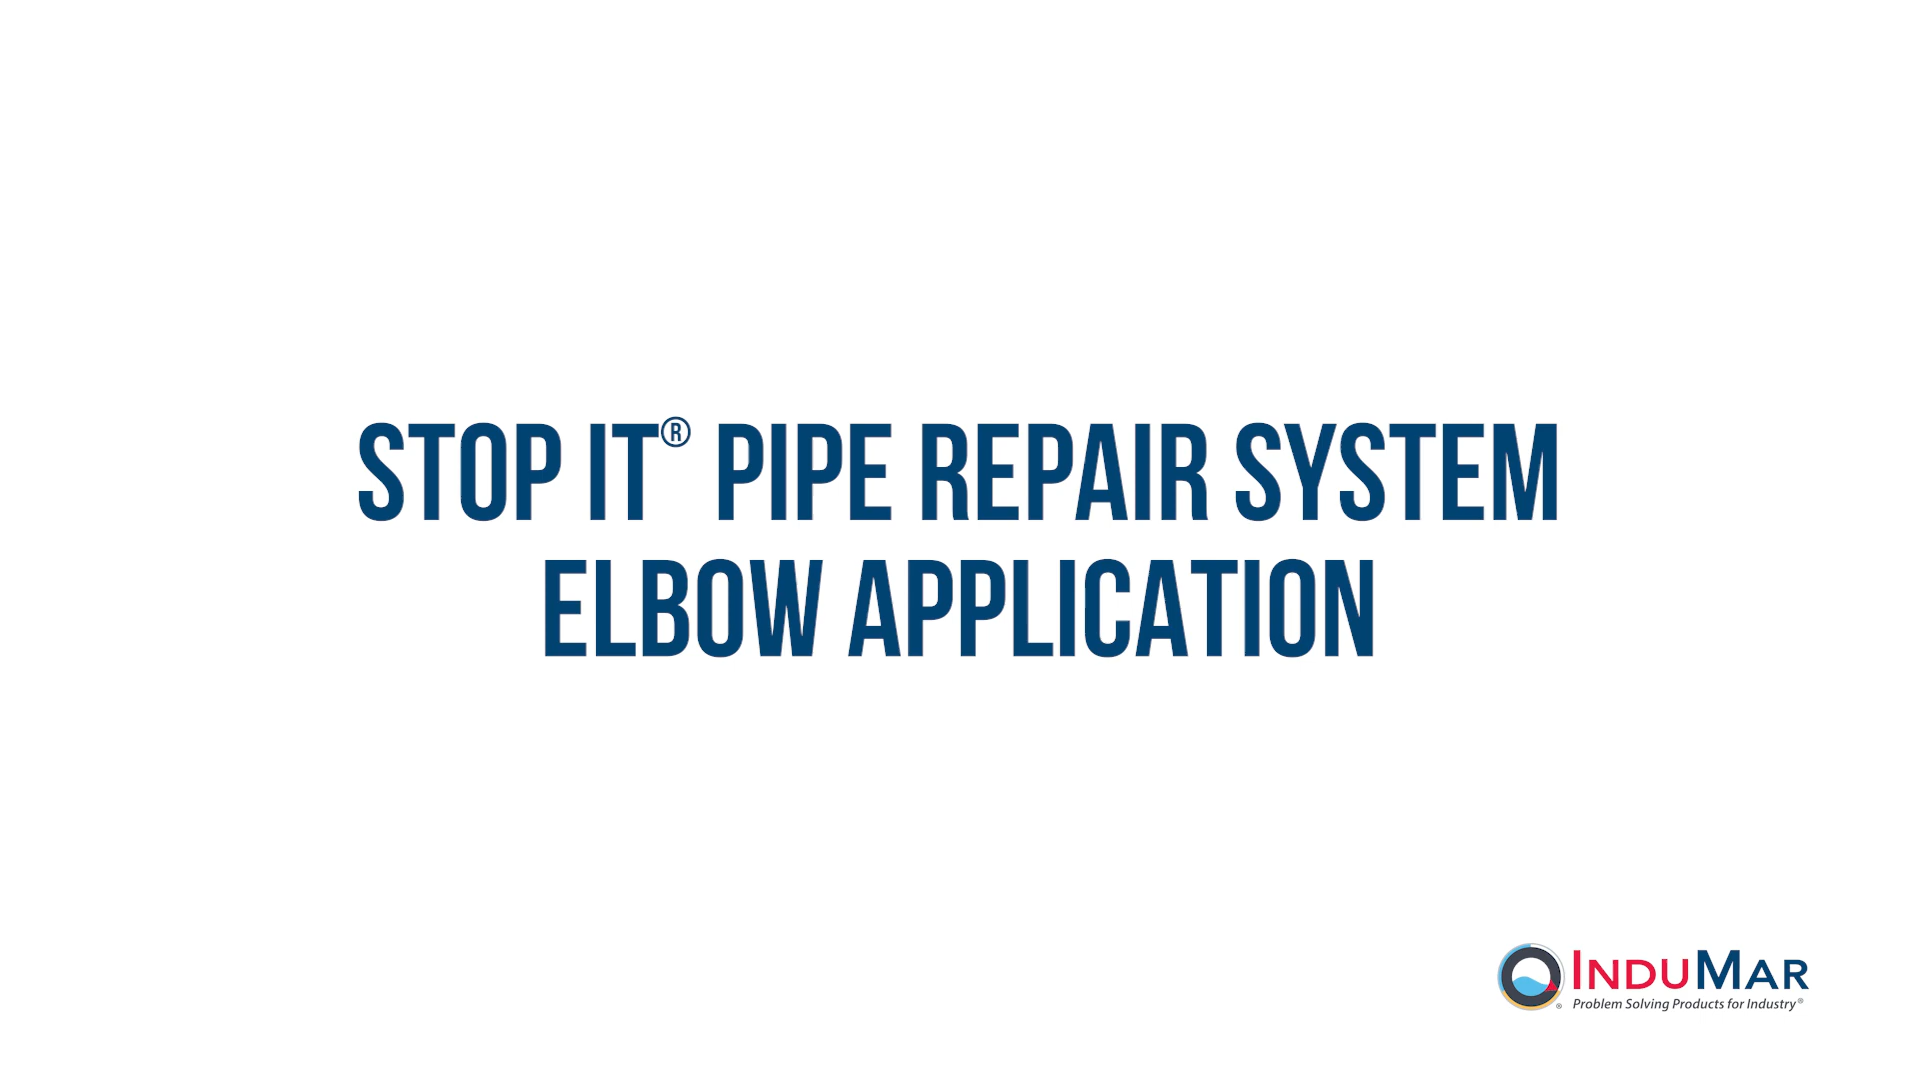 STOP IT® PIPE REPAIR SYSTEM
ELBOW APPLICATION
INDUMAR
Problem Solving Products for Industry®
®